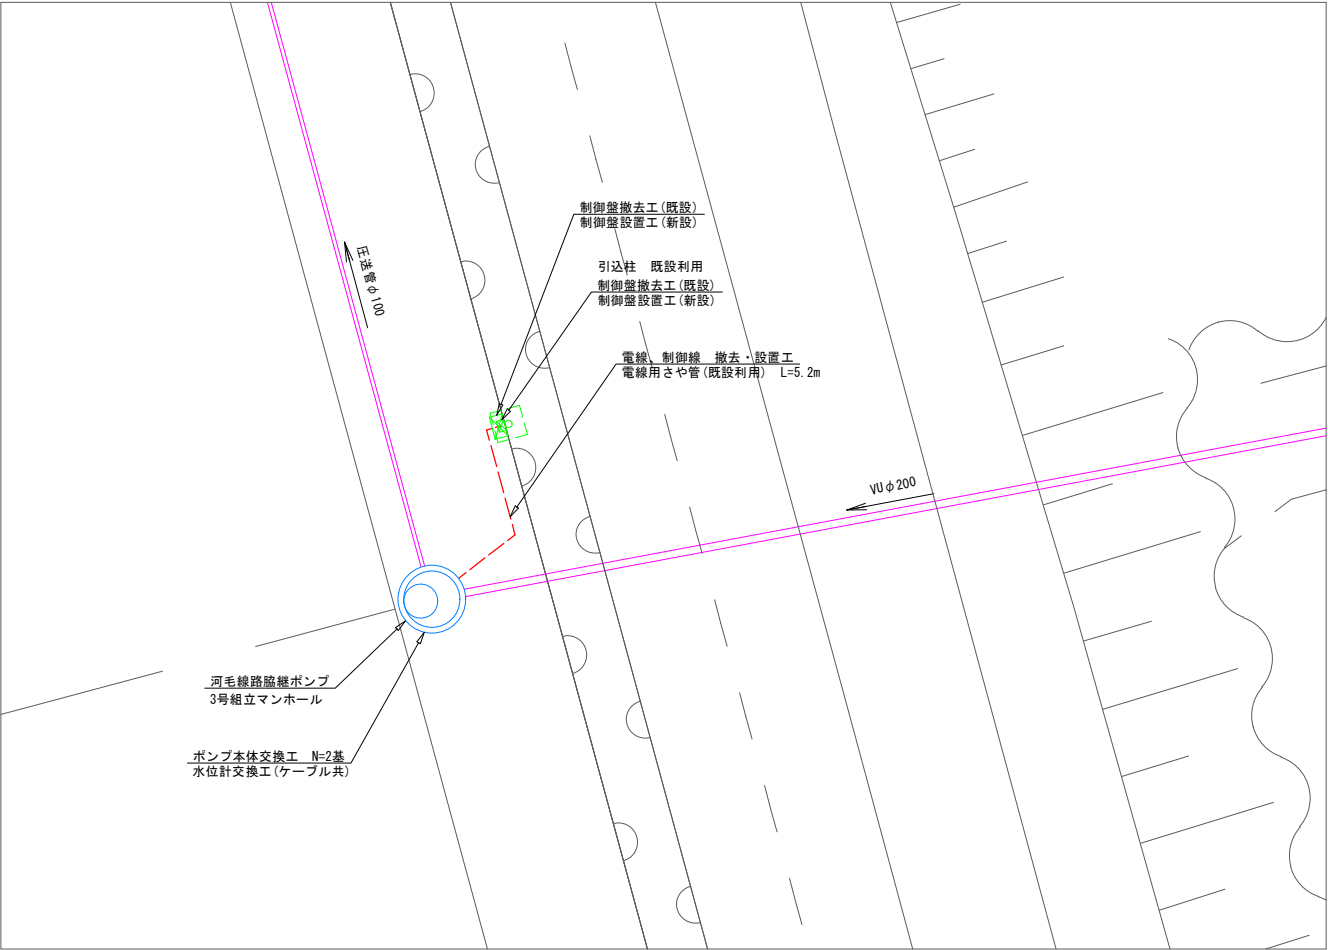 制御盤撤去工(既設)
制御盤設置工(新設)
圧送管φ100
引込柱　既設利用
制御盤撤去工(既設)
制御盤設置工(新設)
電線、制御線　撤去・設置工
電線用さや管(既設利用)　L=5.2m
VUφ200
河毛線路脇継ポンプ
3号組立マンホール
ポンプ本体交換工　N=2基
水位計交換工(ケーブル共)